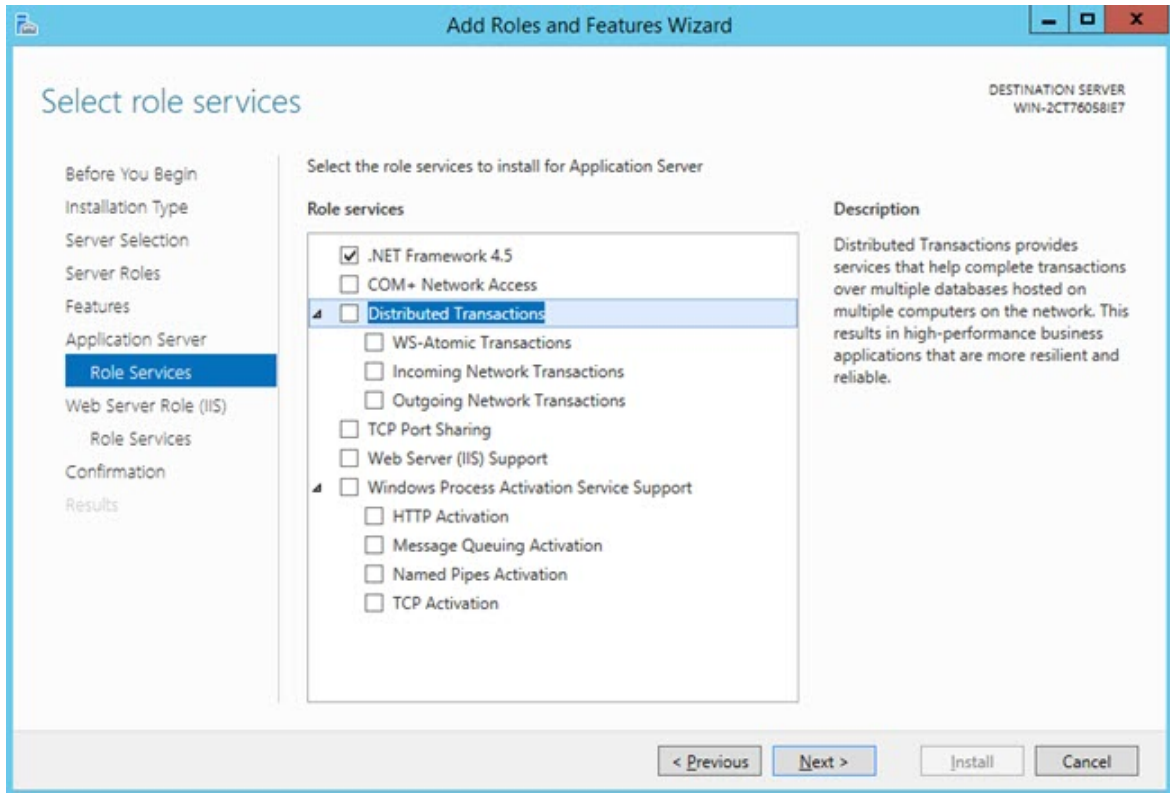 Add Roles and Features Wizard
Select role services
DESTINATION SERVER
WIN-2CT76058IE7
Before You Begin
Installation Type
Server Selection
Server Roles
Features
Application Server
Role Services
Web Server Role (IIS)
Role Services
Confirmation
Results
Select the role services to install for Application Server
Role services
.NET Framework 4.5
COM+ Network Access
Distributed Transactions
WS-Atomic Transactions
Incoming Network Transactions
Outgoing Network Transactions
TCP Port Sharing
Web Server (IIS) Support
Windows Process Activation Service Support
HTTP Activation
Message Queuing Activation
Named Pipes Activation
TCP Activation
Description
Distributed Transactions provides
services that help complete transactions
over multiple databases hosted on
multiple computers on the network. This
results in high-performance business
applications that are more resilient and
reliable.
< Previous
Next >
Install
Cancel